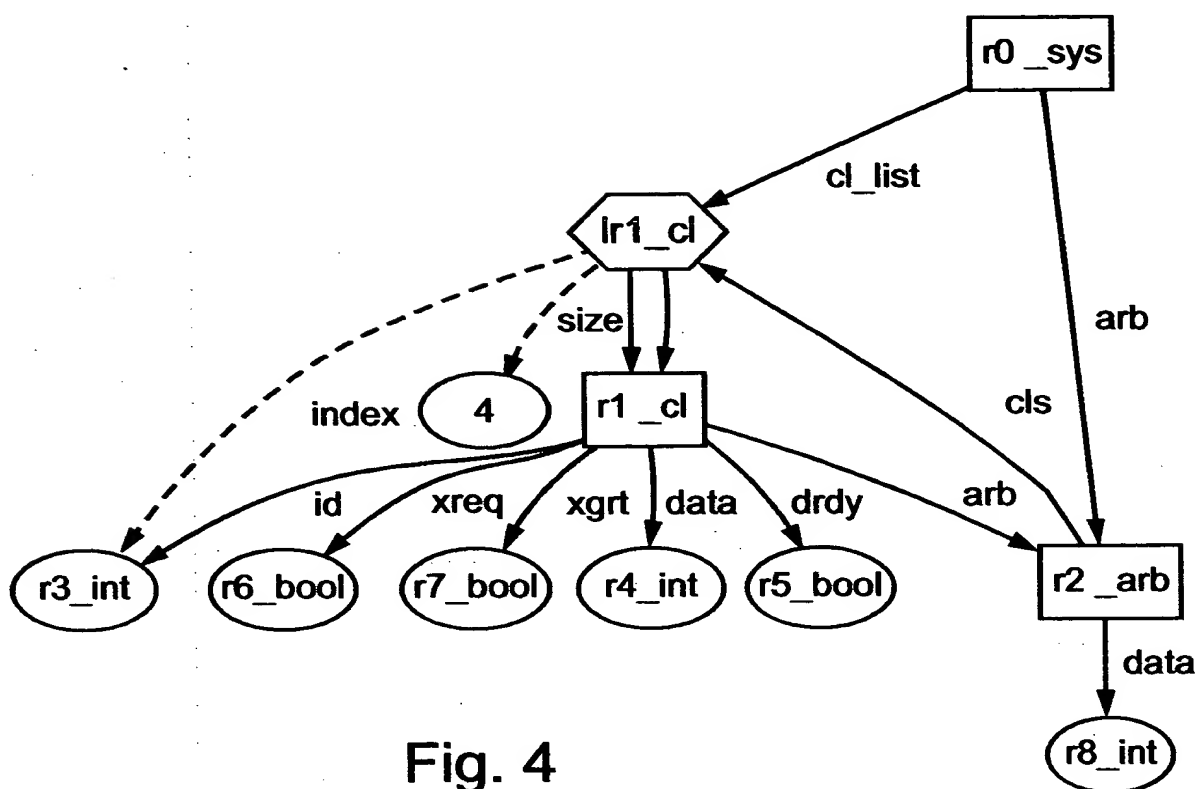 r0 _sys
cl_list
lr1_cl
arb
size
cls
index
4
r1 _cl
id
xreq
xgrt
data
drdy
arb
r3_int
r6_bool
r7_bool
r4_int
r5_bool
r2 _arb
data
r8_int
Fig. 4